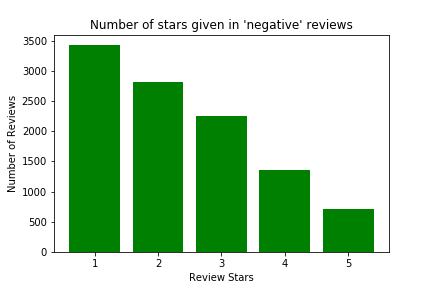 Number of stars given in 'negative' reviews
3500
3000
2500
2000
1500
1000
500
0
Number of Reviews
1 2 3 4 5
Review Stars